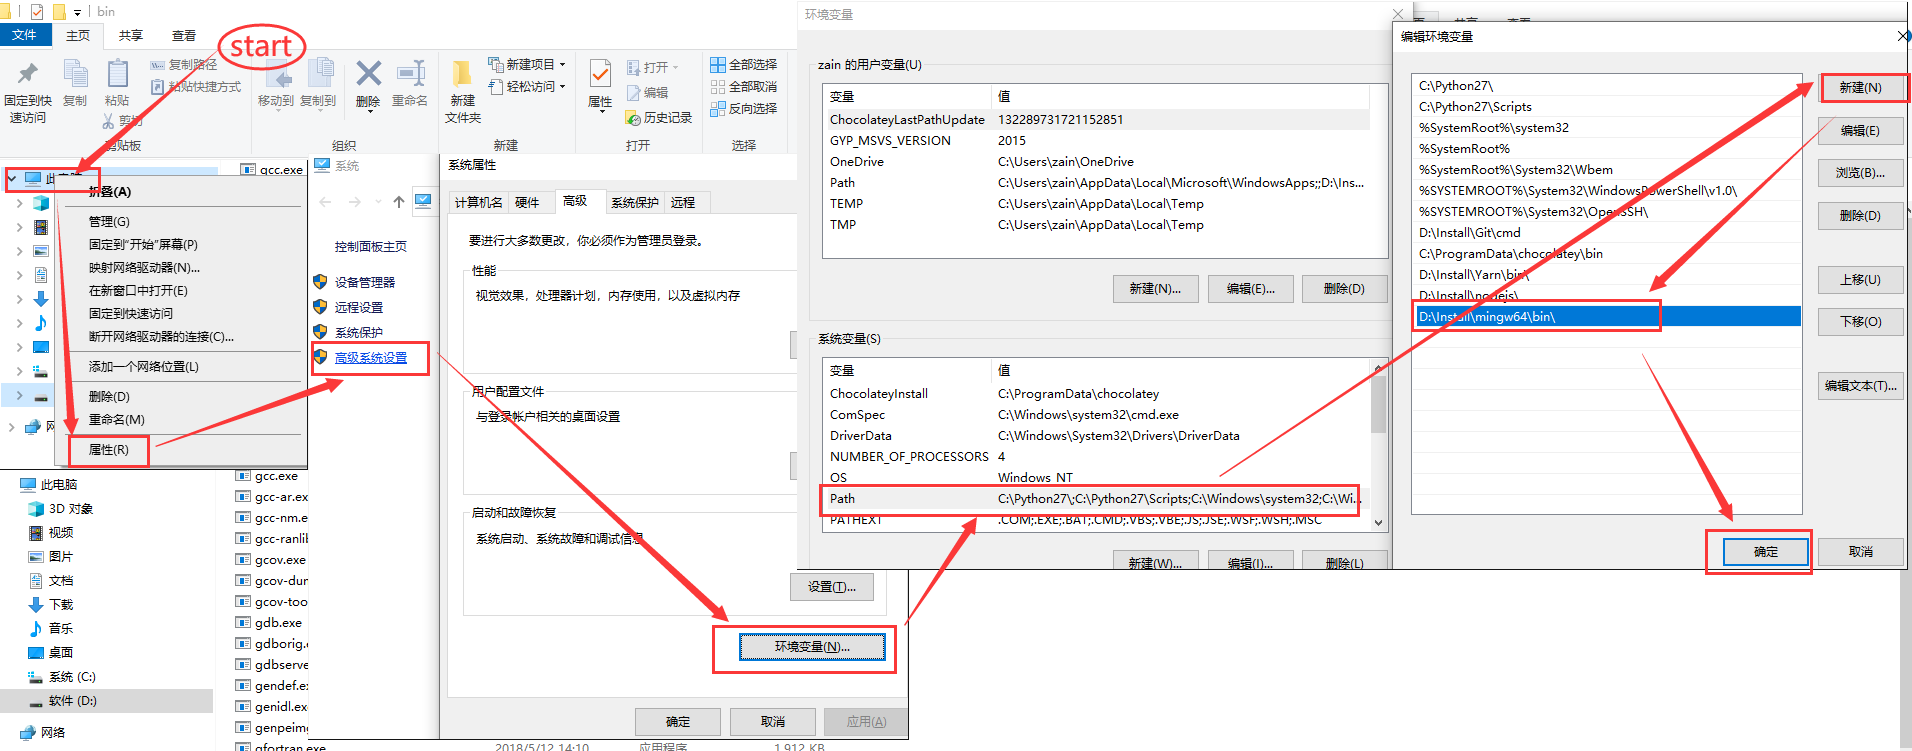 bin
文件
主页
共享
查看
start
固定到快
速访问
复制
粘贴
复制路径
粘贴快捷方式
剪切
剪贴板
移动到
复制到
删除
重命名
组织
新建
文件夹
新建项目
轻松访问
新建
属性
打开
编辑
历史记录
打开
全部选择
全部取消
反向选择
选择
gcc.exe
折叠(A)
管理(G)
固定到"开始"屏幕(P)
映射网络驱动器(N)...
在新窗口中打开(E)
固定到快速访问
断开网络驱动器的连接(C)...
添加一个网络位置(L)
删除(D)
重命名(M)
属性(R)
此电脑
3D 对象
视频
图片
文档
下载
音乐
桌面
系统 (C:)
软件 (D:)
网络
gcc.exe
gcc-ar.ex
gcc-nm.e
gcc-ranlib
gcov.exe
gcov-dur
gcov-too
gdb.exe
gdborig.e
gdbserve
gendef.ex
genidl.exe
genpeimg
gfortran.exe
2018/5/12 14:10
应用程序
1,912 KB
系统
控制面板主页
设备管理器
远程设置
系统保护
高级系统设置
系统属性
计算机名
硬件
高级
系统保护
远程
要进行大多数更改，你必须作为管理员登录。
性能
视觉效果，处理器计划，内存使用，以及虚拟内存
用户配置文件
与登录帐户相关的桌面设置
启动和故障恢复
系统启动、系统故障和调试信息
设置(T)...
环境变量(N)...
确定
取消
应用(A)
环境变量
zain 的用户变量(U)
变量 值
ChocolateyLastPathUpdate 132289731721152851
GYP_MSVS_VERSION 2015
OneDrive C:\Users\zain\OneDrive
Path C:\Users\zain\AppData\Local\Microsoft\WindowsApps;;D:\Ins...
TEMP C:\Users\zain\AppData\Local\Temp
TMP C:\Users\zain\AppData\Local\Temp
新建(N)...
编辑(E)...
删除(D)
系统变量(S)
变量 值
ChocolateyInstall C:\ProgramData\chocolatey
ComSpec C:\Windows\system32\cmd.exe
DriverData C:\Windows\System32\Drivers\DriverData
NUMBER_OF_PROCESSORS 4
OS Windows_NT
Path C:\Python27\;C:\Python27\Scripts;C:\Windows\system32;C:\Wi...
PATHEXT .COM;.EXE;.BAT;.CMD;.VBS;.VBE;.JS;.JSE;.WSF;.WSH;.MSC
新建(W)...
编辑(I)...
删除(L)
编辑环境变量
C:\Python27\
C:\Python27\Scripts
%SystemRoot%\system32
%SystemRoot%
%SystemRoot%\System32\Wbem
%SYSTEMROOT%\System32\WindowsPowerShell\v1.0\
%SYSTEMROOT%\System32\OpenSSH\
D:\Install\Git\cmd
C:\ProgramData\chocolatey\bin
D:\Install\Yarn\bin\
D:\Install\nodejs\
D:\Install\mingw64\bin\
新建(N)
编辑(E)
浏览(B)...
删除(D)
上移(U)
下移(O)
编辑文本(T)...
确定
取消